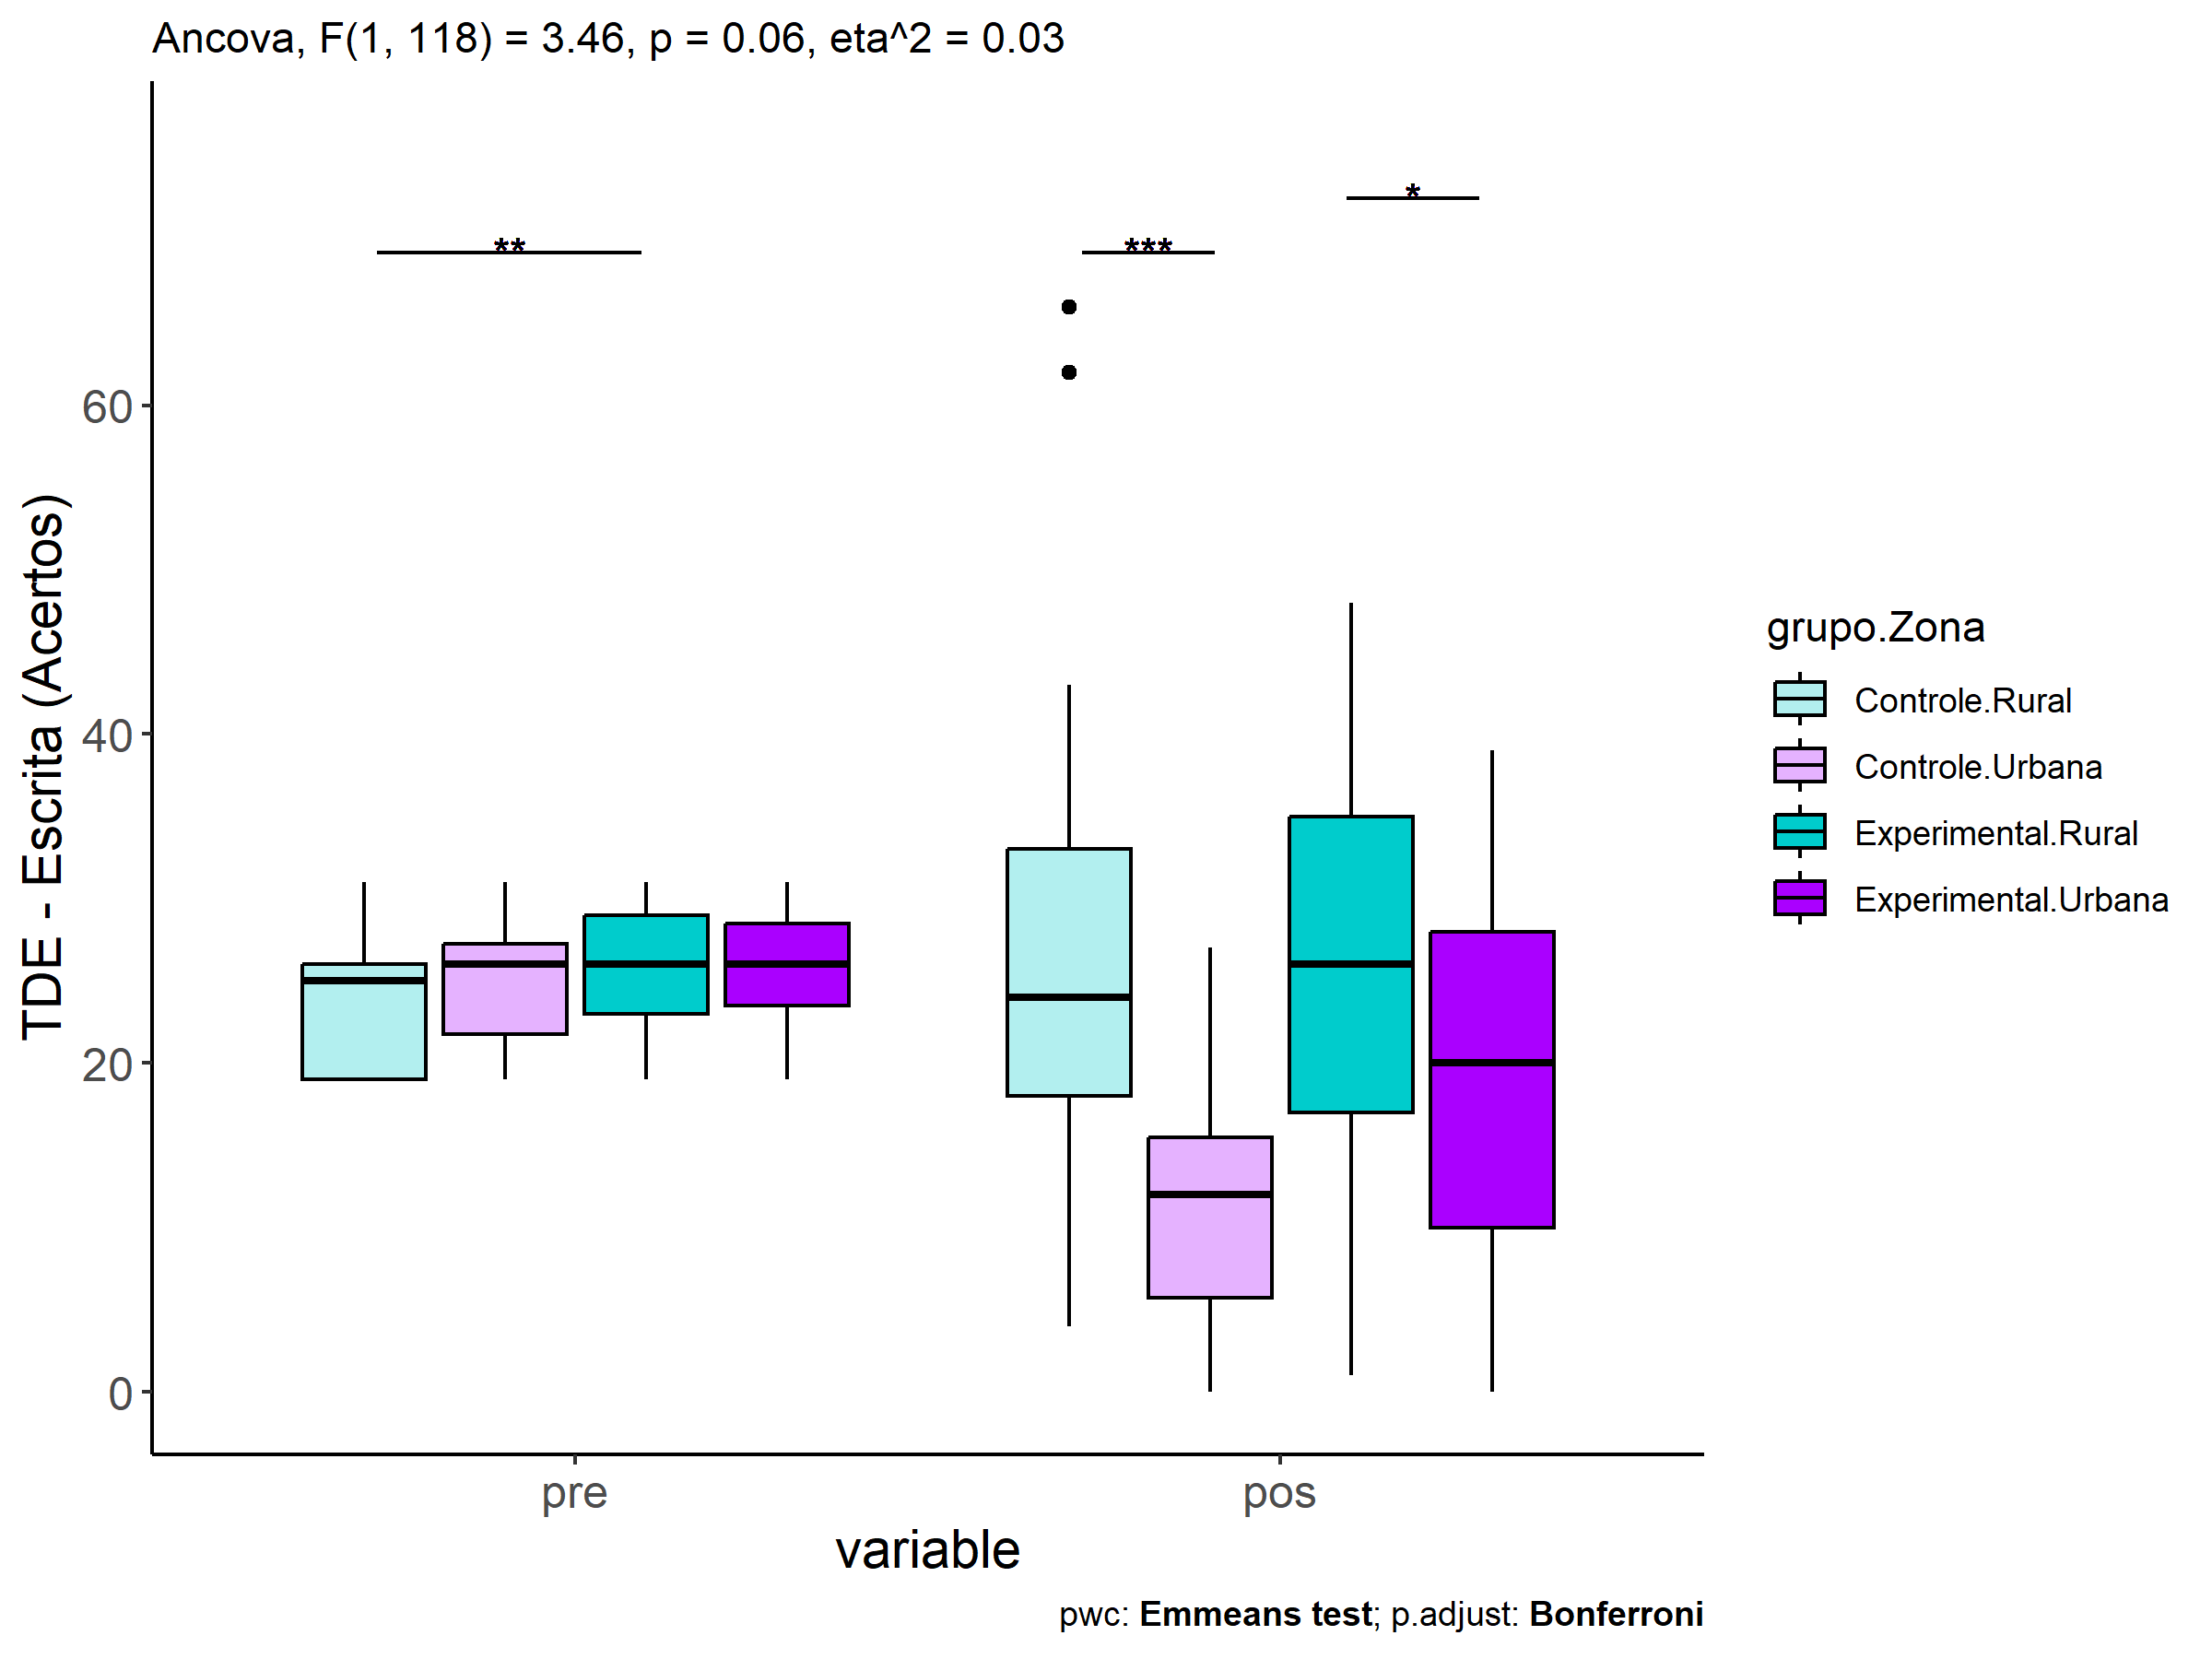 Ancova, F(1, 118) = 3.46, p = 0.06, eta^2 = 0.03
**
***
*
TDE - Escrita (Acertos)
60
40
20
0
pre
pos
variable
grupo.Zona
Controle.Rural
Controle.Urbana
Experimental.Rural
Experimental.Urbana
pwc: Emmeans test; p.adjust: Bonferroni